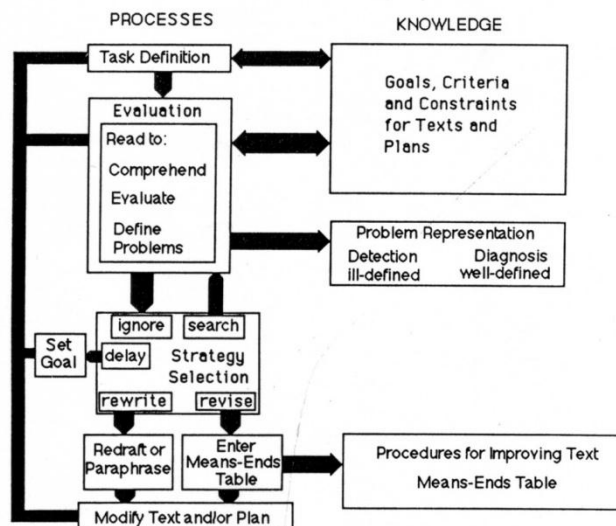 PROCESSES
KNOWLEDGE
Task Definition
Goals, Criteria
and Constraints
for Texts and
Plans
Evaluation
Read to:
Comprehend
Evaluate
Define
Problems
Problem Representation
Detection Diagnosis
ill-defined well-defined
ignore search
Set
Goal
delay
Strategy
Selection
rewrite revise
Redraft or
Paraphrase
Enter
Means-Ends
Table
Procedures for Improving Text
Means-Ends Table
Modify Text and/or Plan